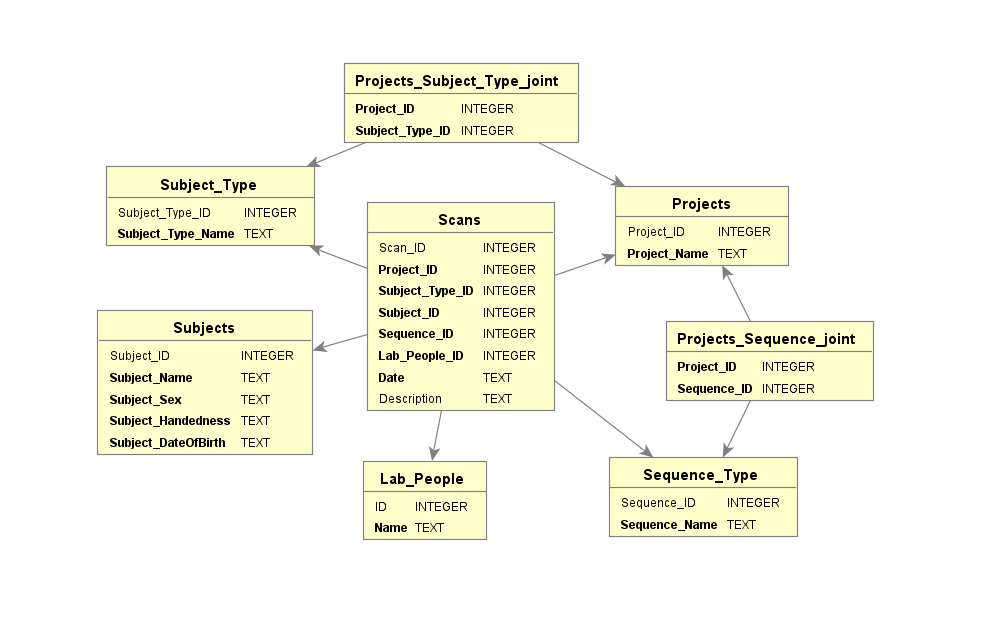 Projects_Subject_Type_joint
Project_ID INTEGER
Subject_Type_ID INTEGER
Subject_Type
Subject_Type_ID INTEGER
Subject_Type_Name TEXT
Scans
Scan_ID INTEGER
Project_ID INTEGER
Subject_Type_ID INTEGER
Subject_ID INTEGER
Sequence_ID INTEGER
Lab_People_ID INTEGER
Date TEXT
Description TEXT
Projects
Project_ID INTEGER
Project_Name TEXT
Subjects
Subject_ID INTEGER
Subject_Name TEXT
Subject_Sex TEXT
Subject_Handedness TEXT
Subject_DateOfBirth TEXT
Projects_Sequence_joint
Project_ID INTEGER
Sequence_ID INTEGER
Lab_People
ID INTEGER
Name TEXT
Sequence_Type
Sequence_ID INTEGER
Sequence_Name TEXT